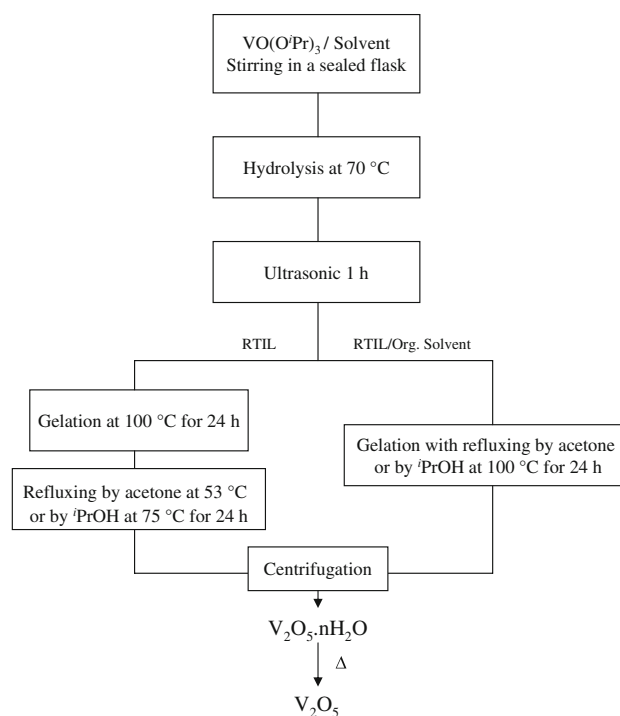 VO(OⁱPr)₃ / Solvent
Stirring in a sealed flask
Hydrolysis at 70 °C
Ultrasonic 1 h
RTIL
RTIL/Org. Solvent
Gelation at 100 °C for 24 h
Refluxing by acetone at 53 °C
or by ⁱPrOH at 75 °C for 24 h
Gelation with refluxing by acetone
or by ⁱPrOH at 100 °C for 24 h
Centrifugation
V₂O₅.nH₂O
Δ
V₂O₅